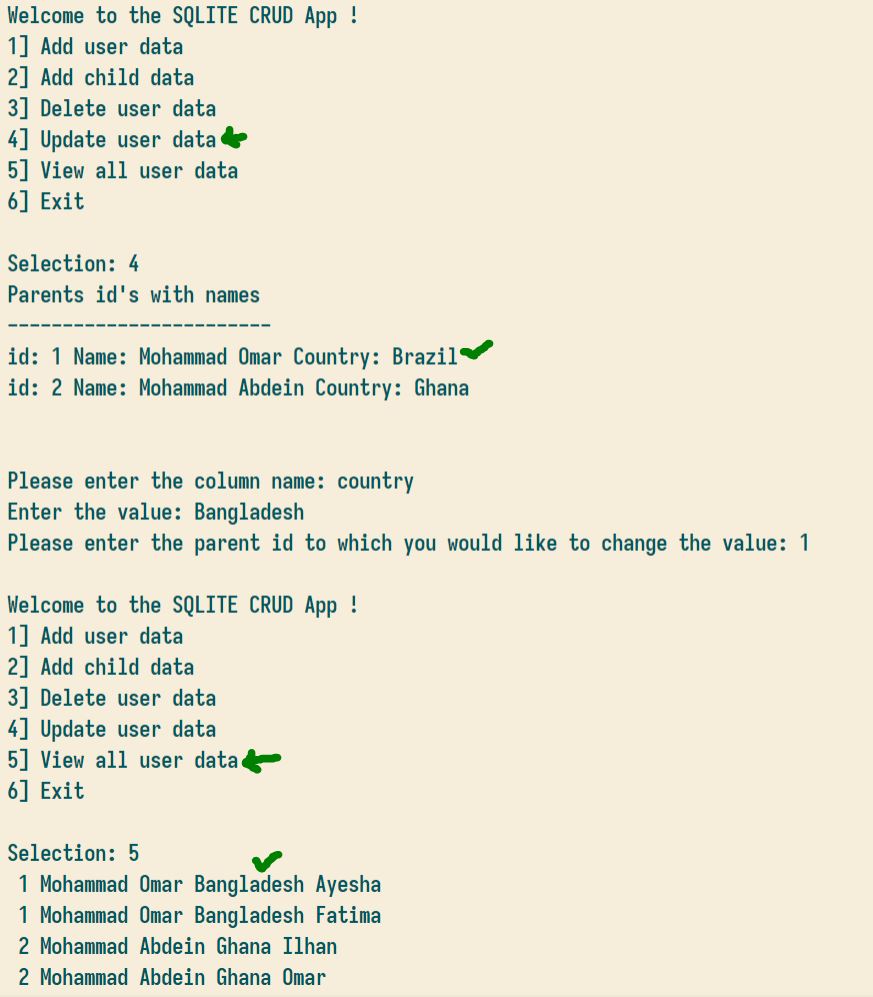 Welcome to the SQLITE CRUD App !
1] Add user data
2] Add child data
3] Delete user data
4] Update user data
5] View all user data
6] Exit
Selection: 4
Parents id's with names
------------------------
id: 1 Name: Mohammad Omar Country: Brazil
id: 2 Name: Mohammad Abdein Country: Ghana
Please enter the column name: country
Enter the value: Bangladesh
Please enter the parent id to which you would like to change the value: 1
Welcome to the SQLITE CRUD App !
1] Add user data
2] Add child data
3] Delete user data
4] Update user data
5] View all user data
6] Exit
Selection: 5
1 Mohammad Omar Bangladesh Ayesha
1 Mohammad Omar Bangladesh Fatima
2 Mohammad Abdein Ghana Ilhan
2 Mohammad Abdein Ghana Omar